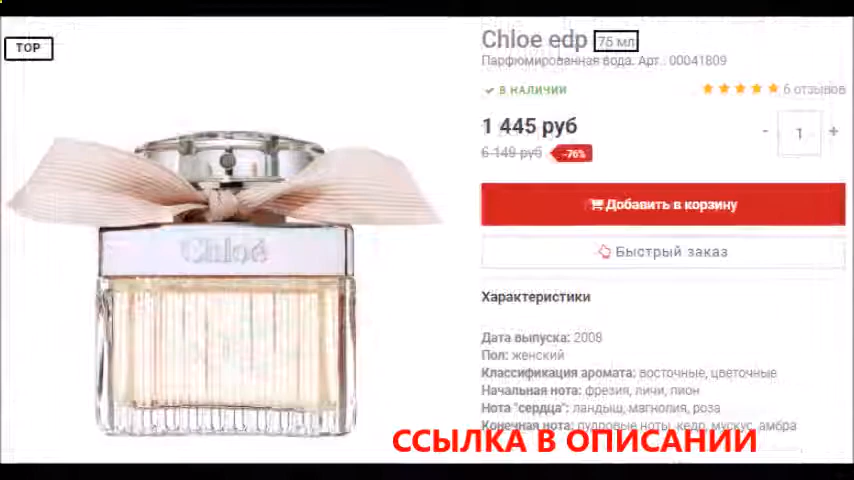 TOP
Chloé
Chloe edp 75 мл
Парфюмированная вода. Арт.: 00041809
В НАЛИЧИИ
6 отзывов
1 445 руб
6 149 руб -76%
- 1 +
Добавить в корзину
Быстрый заказ
Характеристики
Дата выпуска: 2008
Пол: женский
Классификация аромата: восточные, цветочные
Начальная нота: фрезия, личи, пион
Нота "сердца": ландыш, магнолия, роза
Конечная нота: пудровые ноты, кедр, мускус, амбра
ССЫЛКА В ОПИСАНИИ